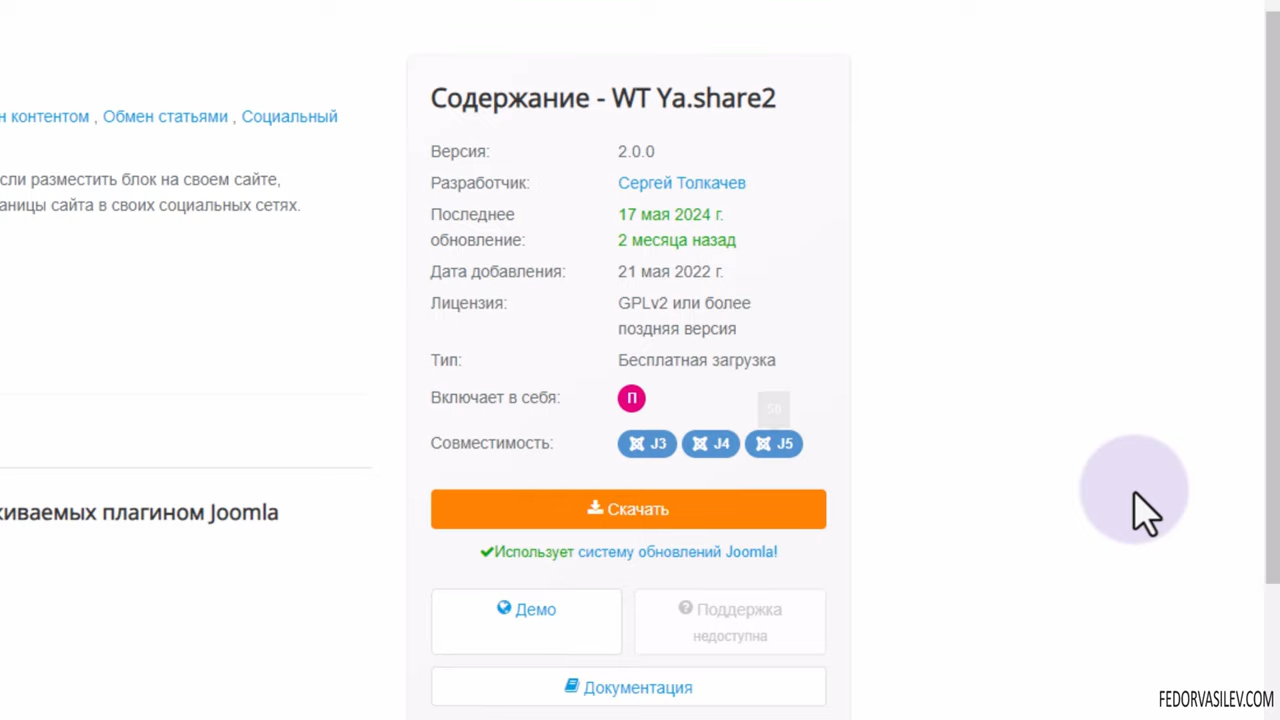 Содержание - WT Ya.share2
н контентом , Обмен статьями , Социальный
Версия: 2.0.0
сли разместить блок на своем сайте,
Разработчик: Сергей Толкачев
аницы сайта в своих социальных сетях.
Последнее обновление: 17 мая 2024 г.
2 месяца назад
Дата добавления: 21 мая 2022 г.
Лицензия: GPLv2 или более
поздняя версия
Тип: Бесплатная загрузка
Включает в себя: П
50
Совместимость: J3 J4 J5
киваемых плагином Joomla
Скачать
Использует систему обновлений Joomla!
Демо
Поддержка
недоступна
Документация
FEDORVASILEV.COM